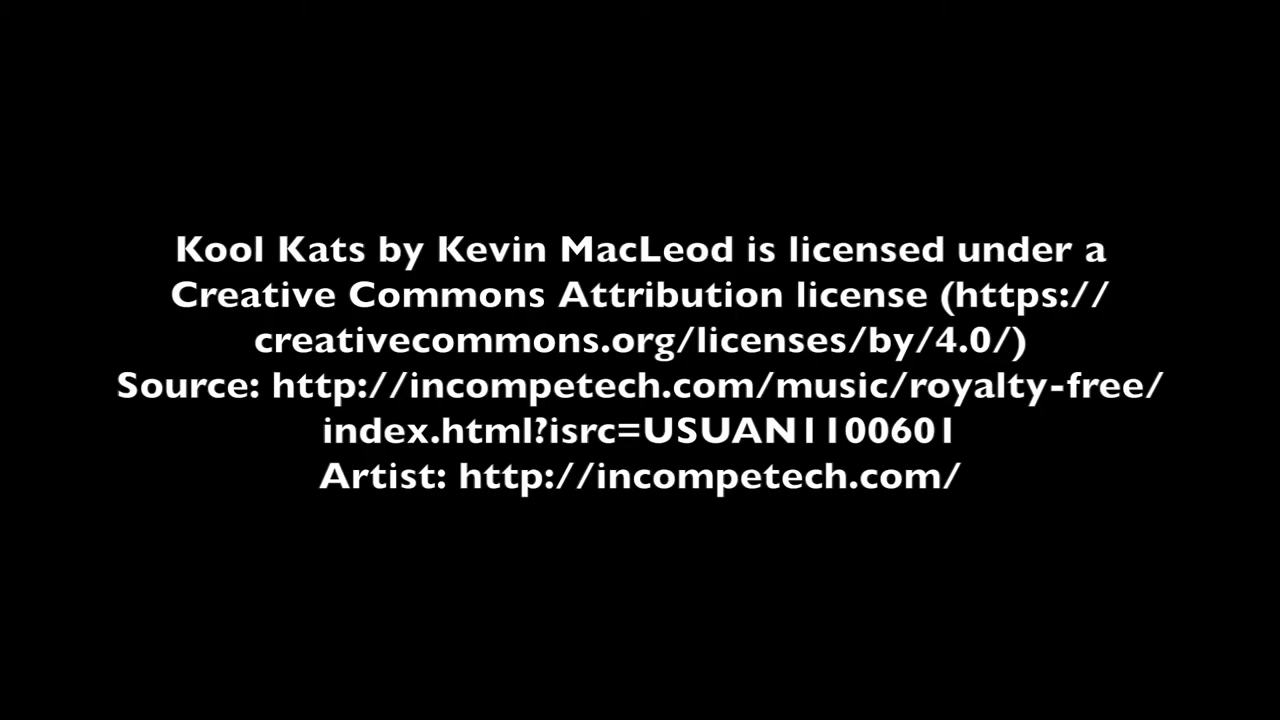 Kool Kats by Kevin MacLeod is licensed under a
Creative Commons Attribution license (https://
creativecommons.org/licenses/by/4.0/)
Source: http://incompetech.com/music/royalty-free/
index.html?isrc=USUAN1100601
Artist: http://incompetech.com/